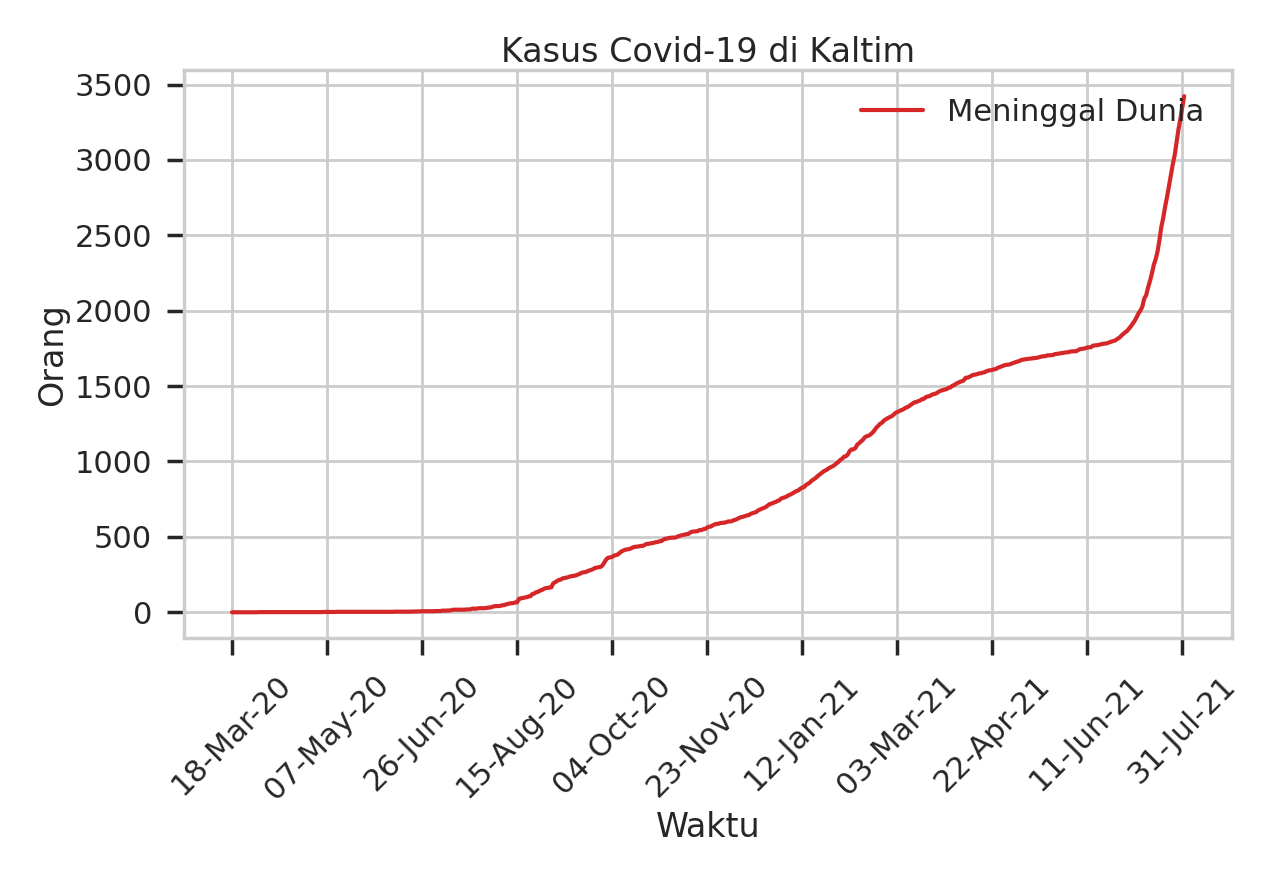 Kasus Covid-19 di Kaltim
Meninggal Dunia
Orang
3500
3000
2500
2000
1500
1000
500
0
18-Mar-20
07-May-20
26-Jun-20
15-Aug-20
04-Oct-20
23-Nov-20
12-Jan-21
03-Mar-21
22-Apr-21
11-Jun-21
31-Jul-21
Waktu